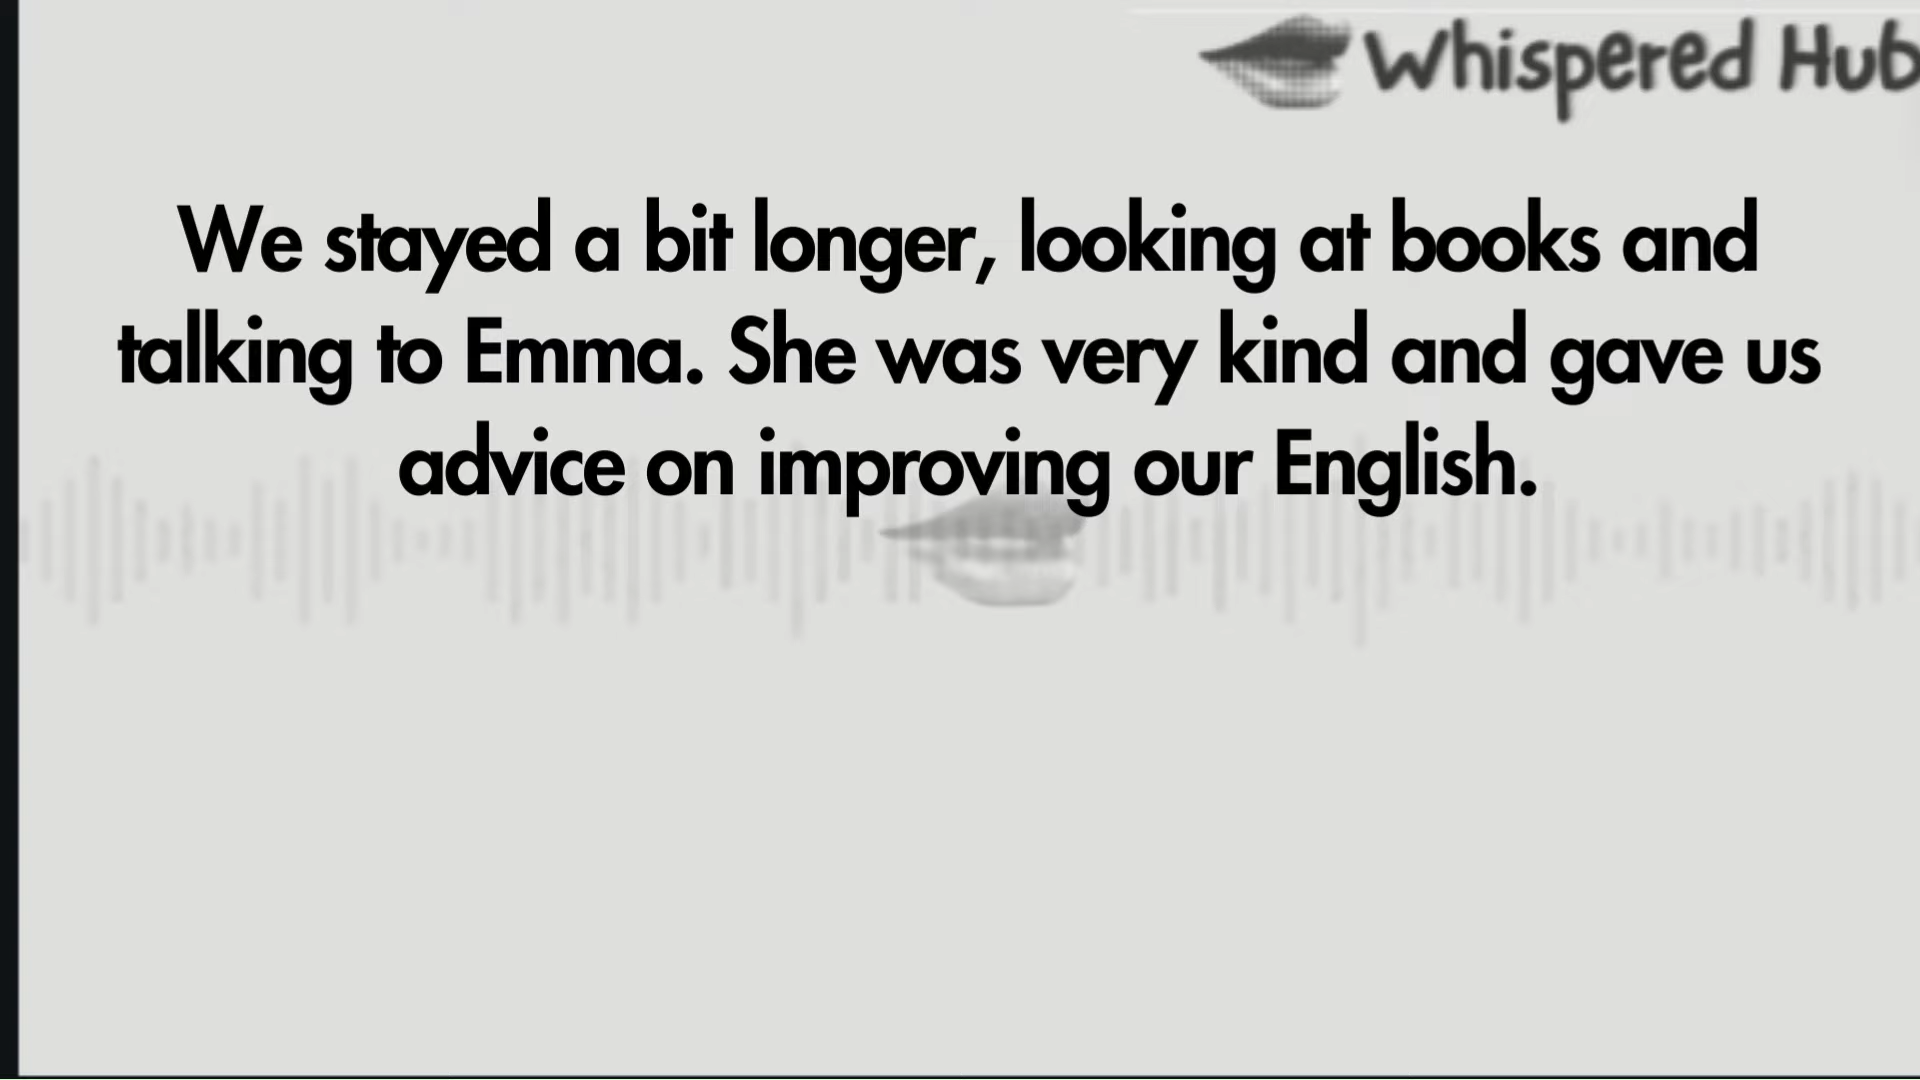 Whispered Hub
We stayed a bit longer, looking at books and
talking to Emma. She was very kind and gave us
advice on improving our English.